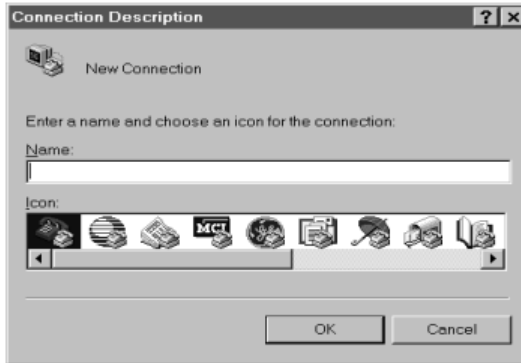 Connection Description
New Connection
Enter a name and choose an icon for the connection:
Name:
Icon:
MCI
OK
Cancel